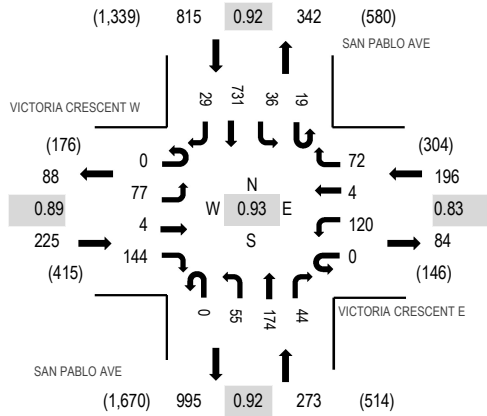 (1,339) 815 0.92 342 (580)
SAN PABLO AVE
VICTORIA CRESCENT W
29 731 36 19
(176) (304)
0 72
88 196
77 N 4
0.89 W 0.93 E 0.83
4 S 120
225 84
144 0
(415) (146)
0 55 174 44
VICTORIA CRESCENT E
SAN PABLO AVE
(1,670) 995 0.92 273 (514)